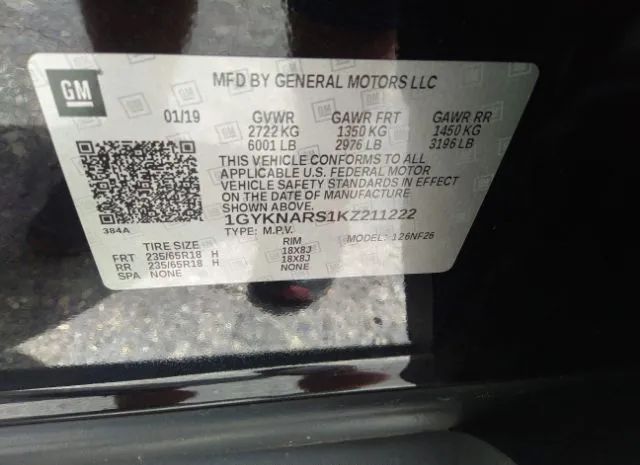 GM
MFD BY GENERAL MOTORS LLC
01/19 GVWR GAWR FRT GAWR RR
2722 KG 1350 KG 1450 KG
6001 LB 2976 LB 3196 LB
THIS VEHICLE CONFORMS TO ALL
APPLICABLE U.S. FEDERAL MOTOR
VEHICLE SAFETY STANDARDS IN EFFECT
ON THE DATE OF MANUFACTURE
SHOWN ABOVE.
384A 1GYKNARS1KZ211222
TYPE: M.P.V. MODEL: 126NF26
TIRE SIZE RIM
FRT 235/65R18 H 18X8J
RR 235/65R18 H 18X8J
SPA NONE NONE